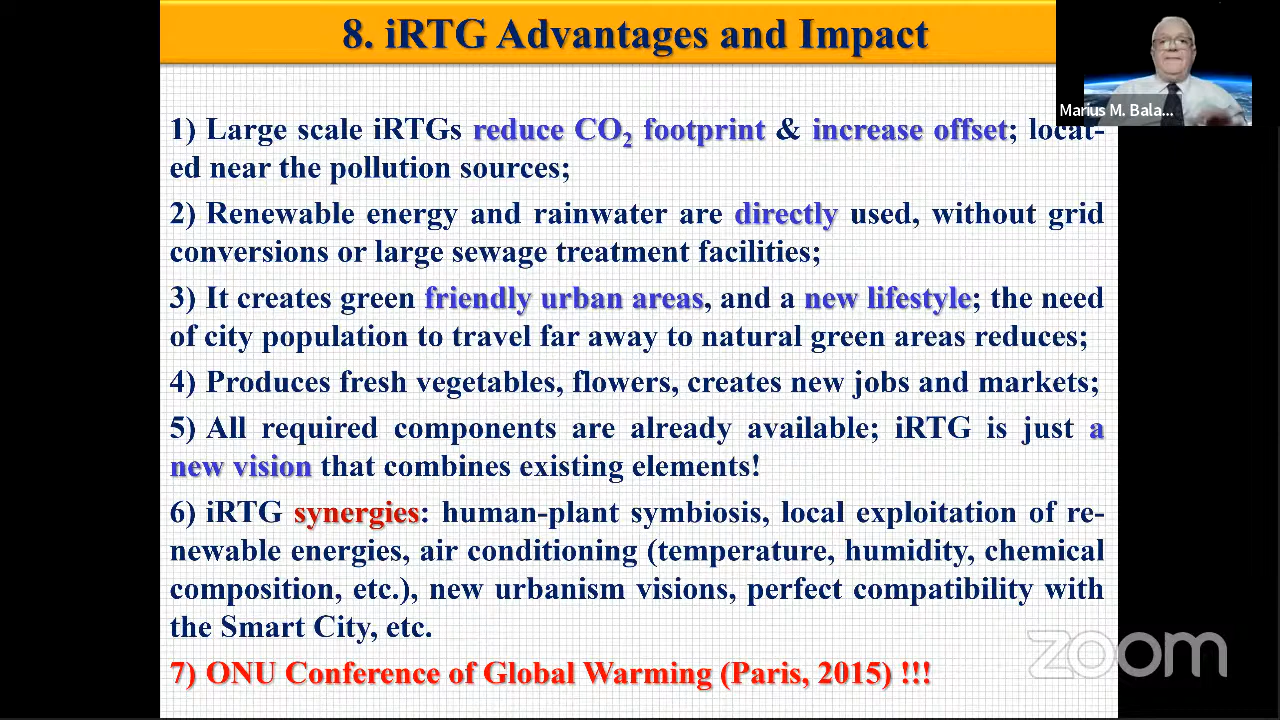 8. iRTG Advantages and Impact
Marius M. Bala...
1) Large scale iRTGs reduce CO₂ footprint & increase offset; locat-
ed near the pollution sources;
2) Renewable energy and rainwater are directly used, without grid
conversions or large sewage treatment facilities;
3) It creates green friendly urban areas, and a new lifestyle; the need
of city population to travel far away to natural green areas reduces;
4) Produces fresh vegetables, flowers, creates new jobs and markets;
5) All required components are already available; iRTG is just a
new vision that combines existing elements!
6) iRTG synergies: human-plant symbiosis, local exploitation of re-
newable energies, air conditioning (temperature, humidity, chemical
composition, etc.), new urbanism visions, perfect compatibility with
the Smart City, etc.
zoom
7) ONU Conference of Global Warming (Paris, 2015) !!!